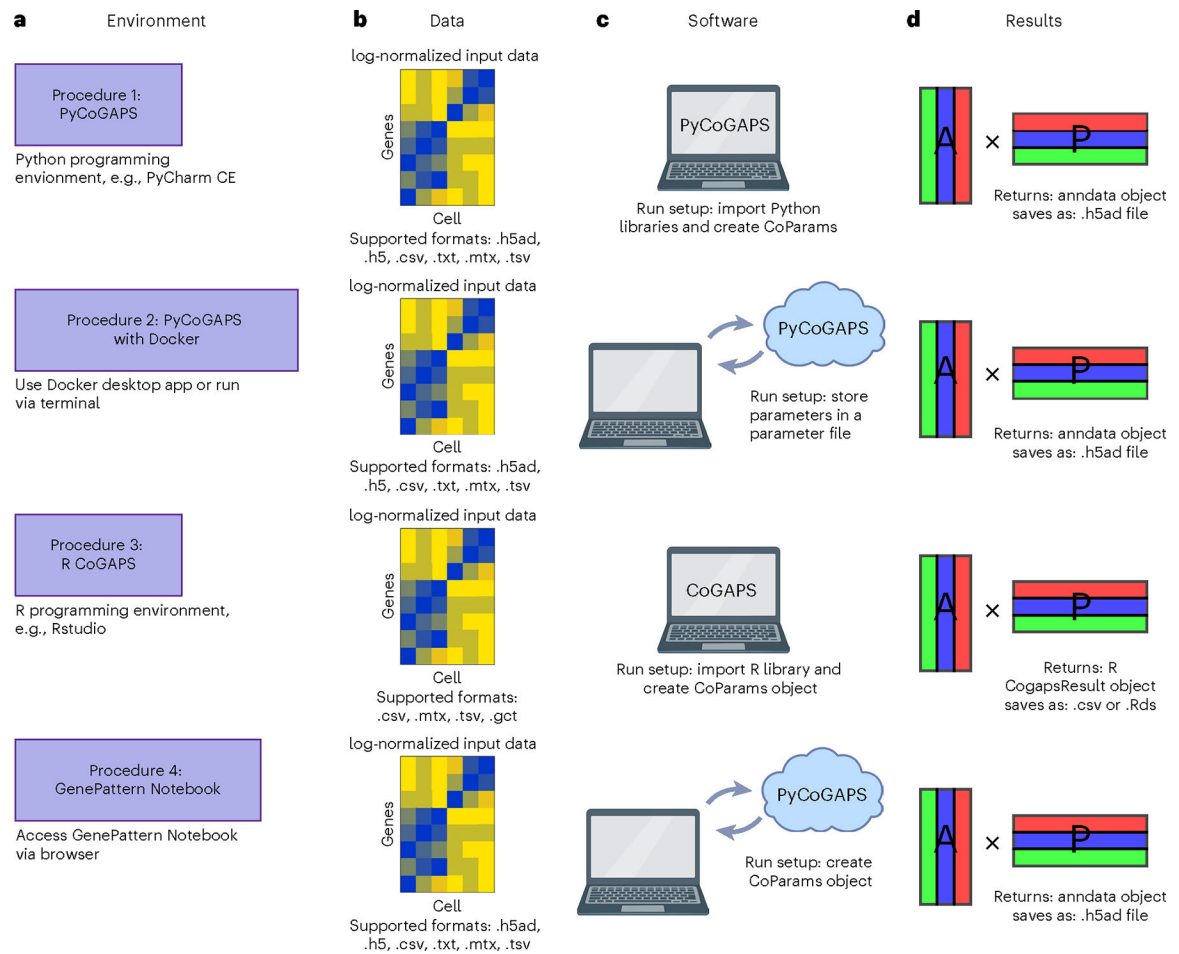 a Environment
b Data
c Software
d Results
Procedure 1:
PyCoGAPS
Python programming
envionment, e.g., PyCharm CE
log-normalized input data
Genes
Cell
Supported formats: .h5ad,
.h5, .csv, .txt, .mtx, .tsv
PyCoGAPS
Run setup: import Python
libraries and create CoParams
A × P
Returns: anndata object
saves as: .h5ad file
Procedure 2: PyCoGAPS
with Docker
Use Docker desktop app or run
via terminal
log-normalized input data
Genes
Cell
Supported formats: .h5ad,
.h5, .csv, .txt, .mtx, .tsv
PyCoGAPS
Run setup: store
parameters in a
parameter file
A × P
Returns: anndata object
saves as: .h5ad file
Procedure 3:
R CoGAPS
R programming environment,
e.g., Rstudio
log-normalized input data
Genes
Cell
Supported formats:
.csv, .mtx, .tsv, .gct
CoGAPS
Run setup: import R library and
create CoParams object
A × P
Returns: R
CogapsResult object
saves as: .csv or .Rds
Procedure 4:
GenePattern Notebook
Access GenePattern Notebook
via browser
log-normalized input data
Genes
Cell
Supported formats: .h5ad,
.h5, .csv, .txt, .mtx, .tsv
PyCoGAPS
Run setup: create
CoParams object
A × P
Returns: anndata object
saves as: .h5ad file